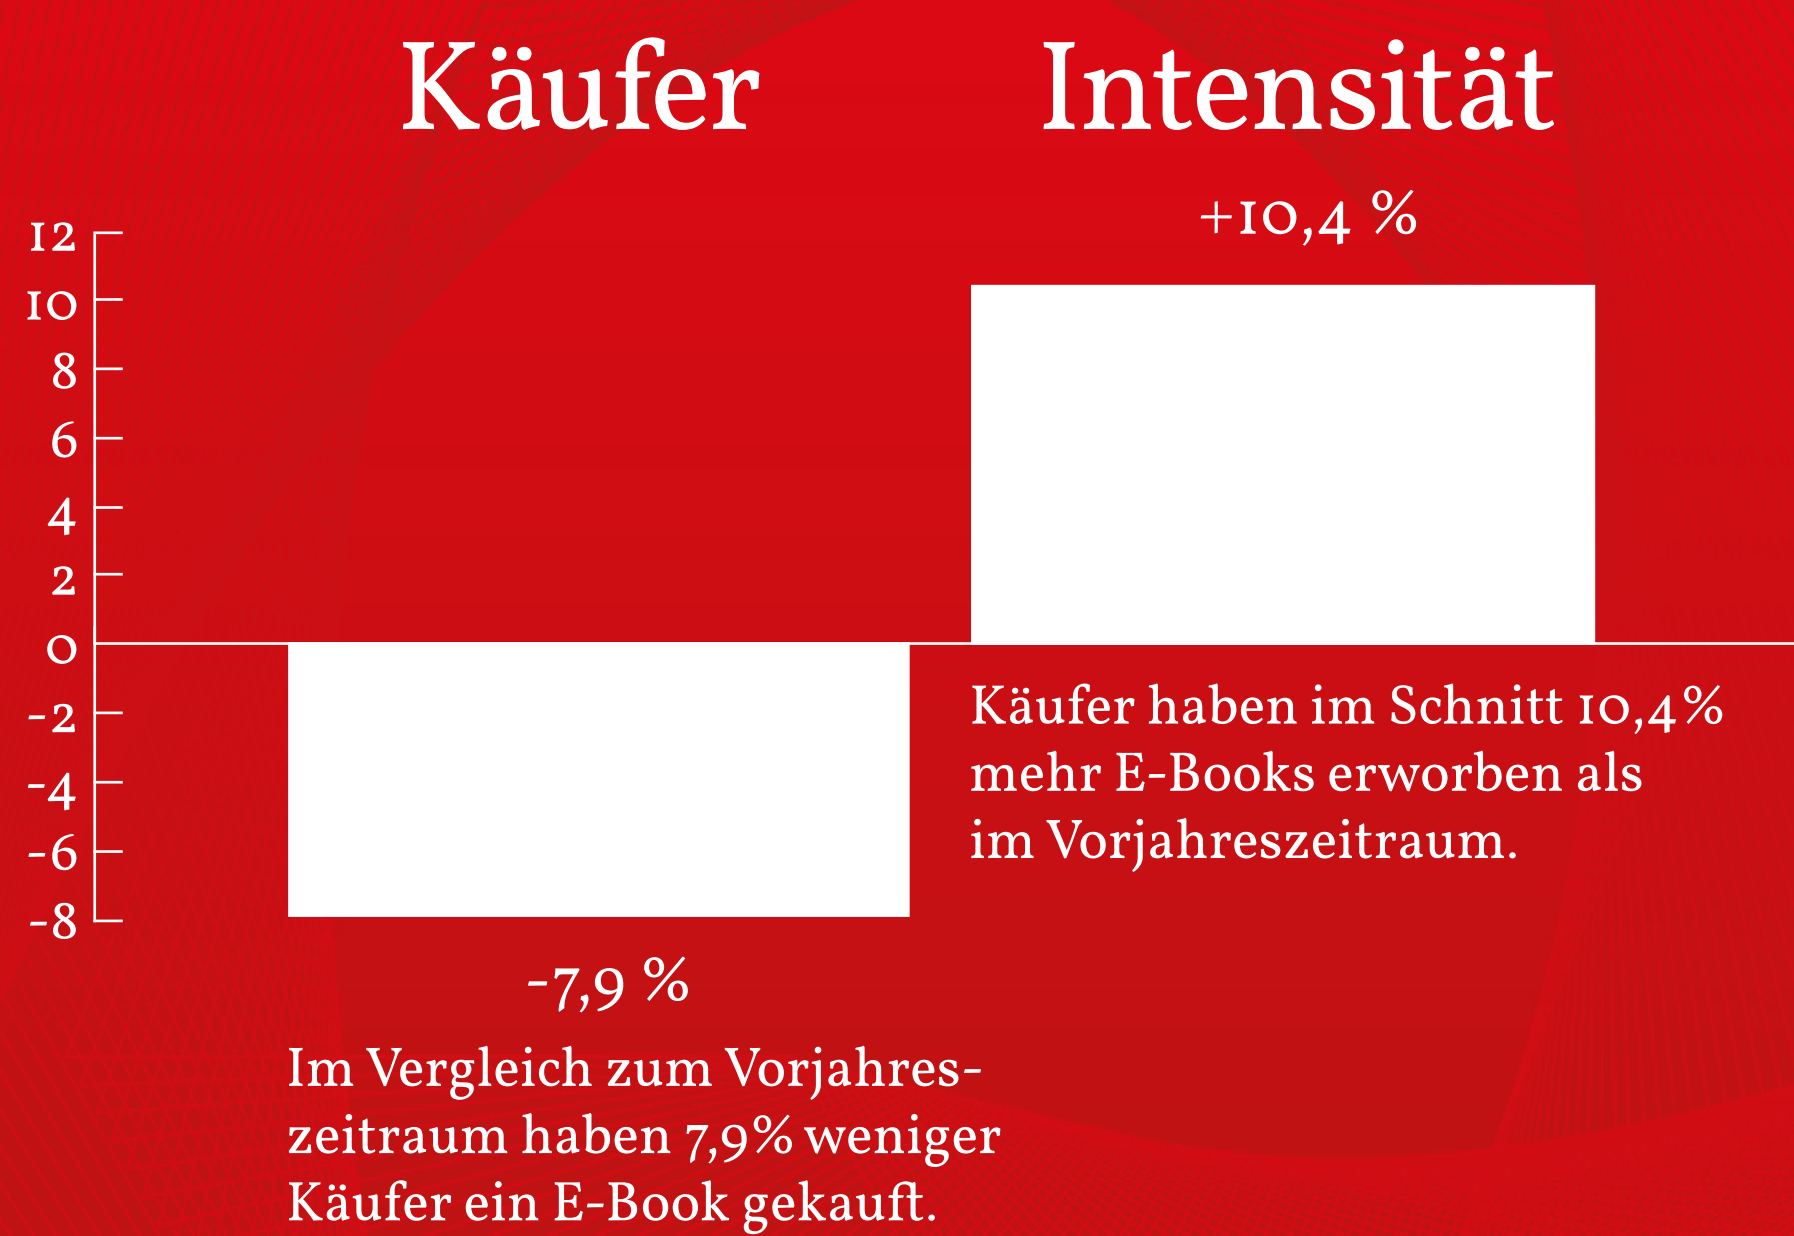 Käufer
Intensität
+10,4 %
12
10
8
6
4
2
0
-2
-4
-6
-8
Käufer haben im Schnitt 10,4%
mehr E-Books erworben als
im Vorjahreszeitraum.
-7,9 %
Im Vergleich zum Vorjahres-
zeitraum haben 7,9% weniger
Käufer ein E-Book gekauft.